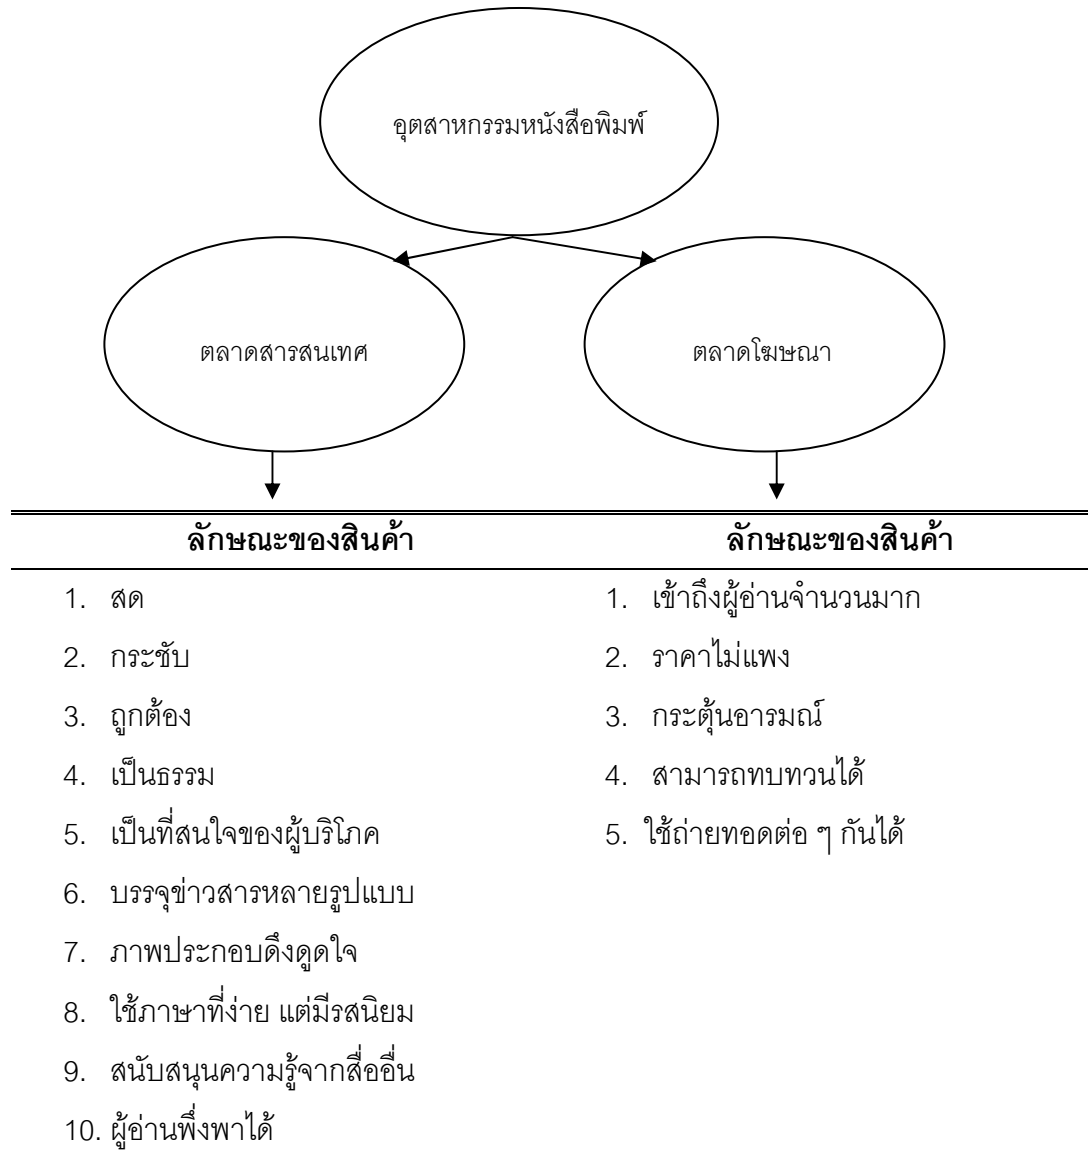 อุตสาหกรรมหนังสือพิมพ์
ตลาดสารสนเทศ
ตลาดโฆษณา
ลักษณะของสินค้า
1. สด
2. กระชับ
3. ถูกต้อง
4. เป็นธรรม
5. เป็นที่สนใจของผู้บริโภค
6. บรรจุข่าวสารหลายรูปแบบ
7. ภาพประกอบดึงดูดใจ
8. ใช้ภาษาที่ง่าย แต่มีรสนิยม
9. สนับสนุนความรู้จากสื่ออื่น
10. ผู้อ่านพึ่งพาได้
ลักษณะของสินค้า
1. เข้าถึงผู้อ่านจำนวนมาก
2. ราคาไม่แพง
3. กระตุ้นอารมณ์
4. สามารถทบทวนได้
5. ใช้ถ่ายทอดต่อ ๆ กันได้